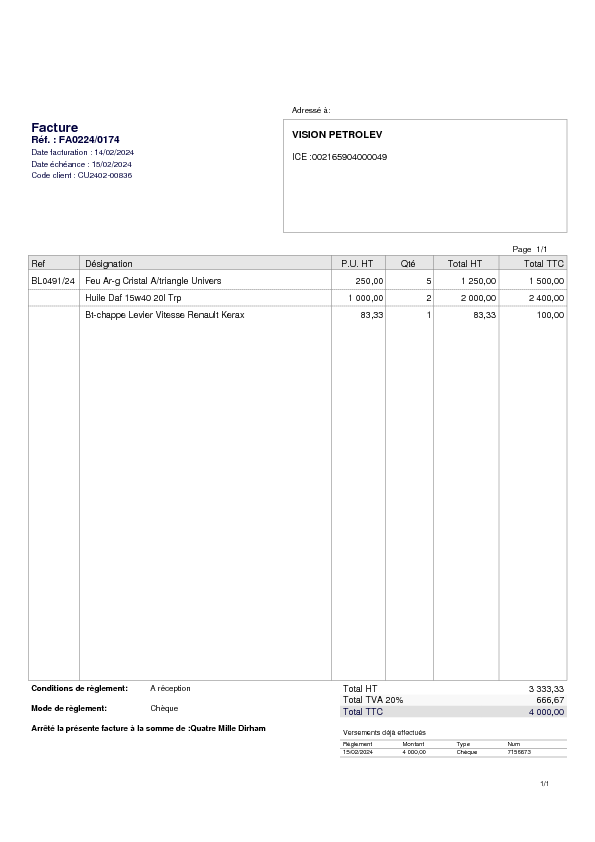 Adressé à:
Facture
Réf. : FA0224/0174
Date facturation : 14/02/2024
Date échéance : 15/02/2024
Code client : CU2402-00836
VISION PETROLEV
ICE :002165904000049
Page 1/1
Ref Désignation P.U. HT Qté Total HT Total TTC
BL0491/24 Feu Ar-g Cristal A/triangle Univers 250,00 5 1 250,00 1 500,00
Huile Daf 15w40 20l Trp 1 000,00 2 2 000,00 2 400,00
Bt-chappe Levier Vitesse Renault Kerax 83,33 1 83,33 100,00
Conditions de règlement: A réception
Mode de règlement: Chèque
Arrêté la présente facture à la somme de :Quatre Mille Dirham
Total HT 3 333,33
Total TVA 20% 666,67
Total TTC 4 000,00
Versements déjà effectués
Règlement Montant Type Num
15/02/2024 4 000,00 Chèque 7156673
1/1